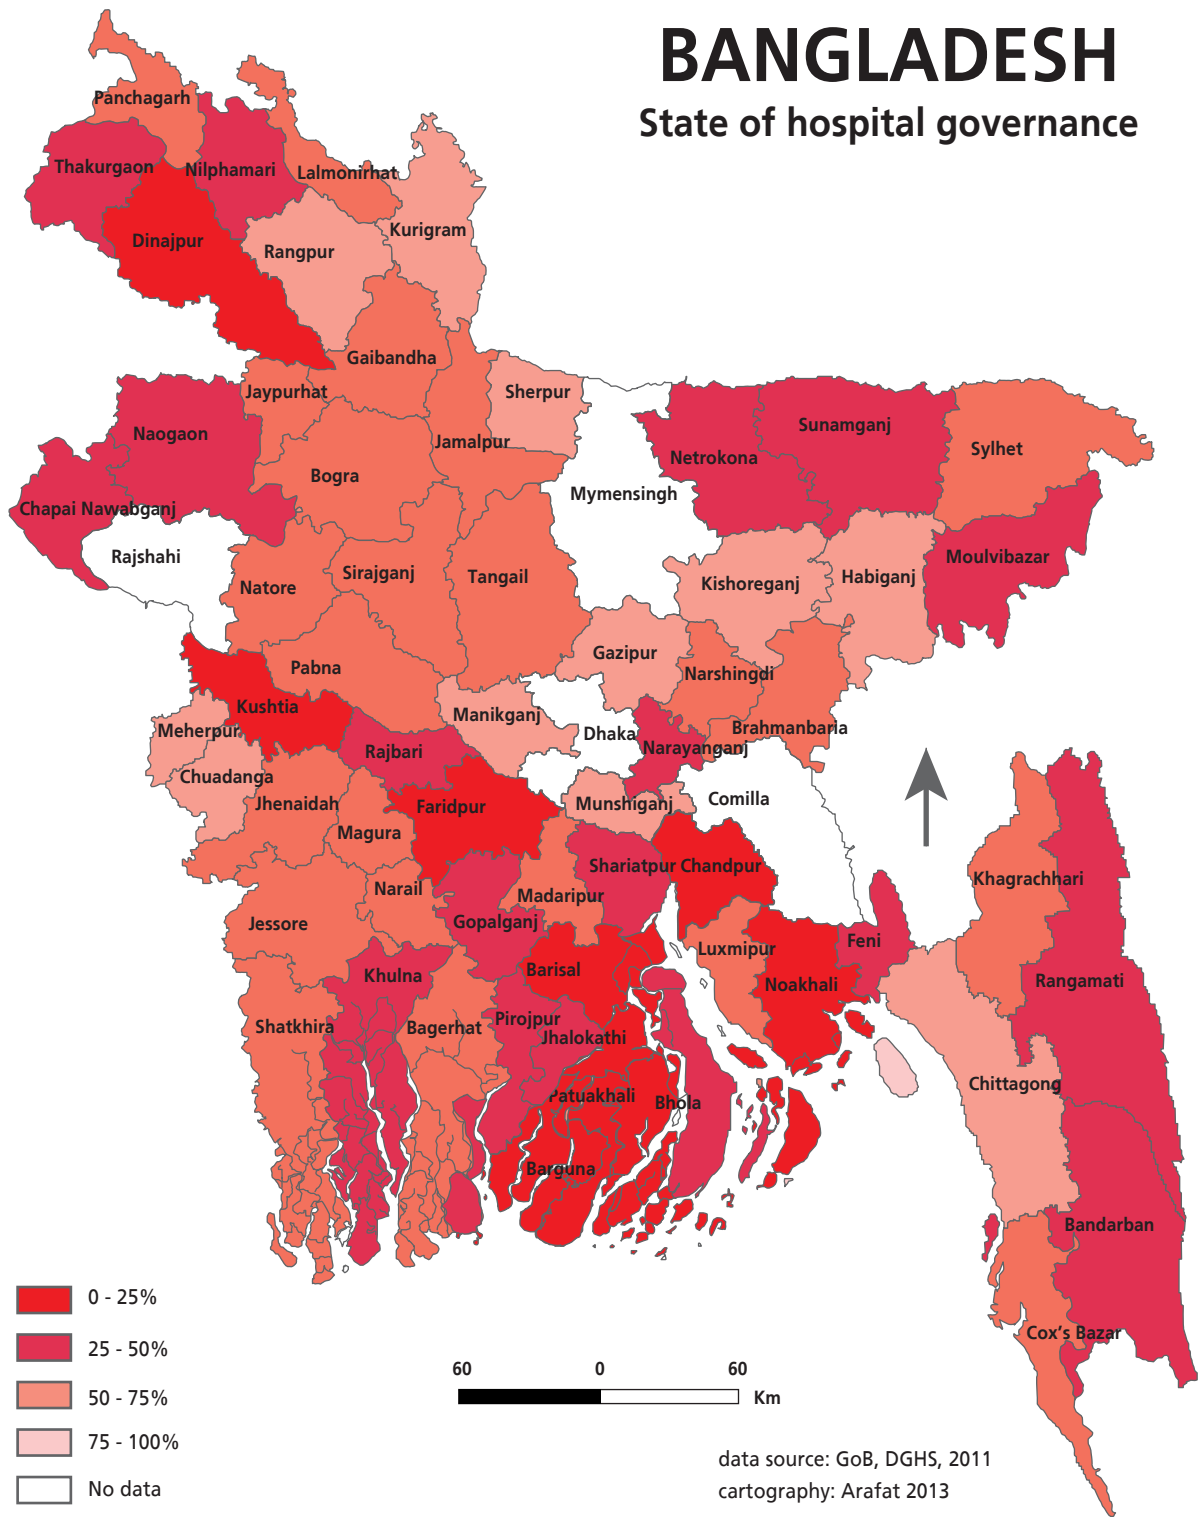 BANGLADESH
State of hospital governance
Panchagarh
Thakurgaon
Nilphamari
Lalmonirhat
Dinajpur
Rangpur
Kurigram
Gaibandha
Jaypurhat
Sherpur
Naogaon
Jamalpur
Netrokona
Sunamganj
Sylhet
Bogra
Mymensingh
Chapai Nawabganj
Rajshahi
Natore
Sirajganj
Tangail
Kishoreganj
Habiganj
Moulvibazar
Pabna
Gazipur
Narshingdi
Kushtia
Manikganj
Meherpur
Dhaka
Brahmanbaria
Rajbari
Narayanganj
Chuadanga
Jhenaidah
Faridpur
Munshiganj
Comilla
Magura
Shariatpur
Chandpur
Khagrachhari
Narail
Madaripur
Jessore
Gopalganj
Luxmipur
Feni
Khulna
Barisal
Noakhali
Rangamati
Shatkhira
Bagerhat
Pirojpur
Jhalokathi
Chittagong
Patuakhali
Bhola
Barguna
Bandarban
Cox's Bazar
0 - 25%
25 - 50%
50 - 75%
75 - 100%
No data
60 0 60
Km
data source: GoB, DGHS, 2011
cartography: Arafat 2013